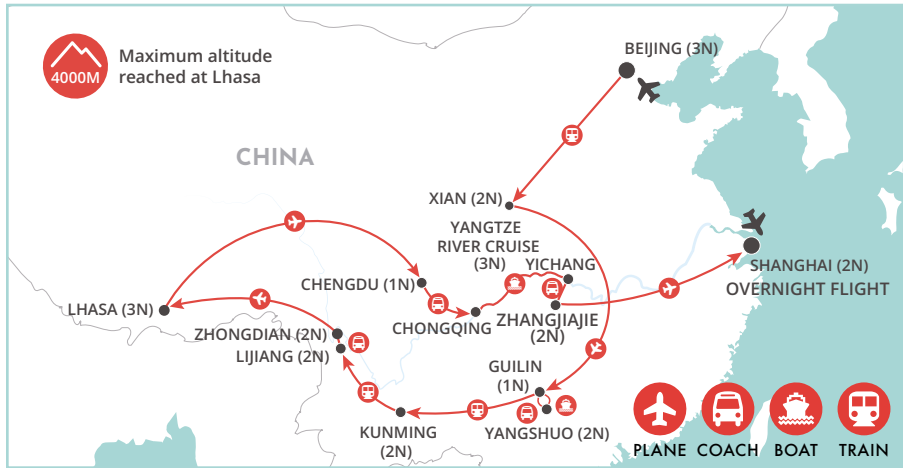 4000M
Maximum altitude
reached at Lhasa
BEIJING (3N)
CHINA
XIAN (2N)
YANGTZE
RIVER CRUISE
(3N)
YICHANG
CHENGDU (1N)
SHANGHAI (2N)
OVERNIGHT FLIGHT
LHASA (3N)
CHONGQING
ZHANGJIAJIE
(2N)
ZHONGDIAN (2N)
LIJIANG (2N)
GUILIN
(1N)
KUNMING
(2N)
YANGSHUO (2N)
PLANE COACH BOAT TRAIN